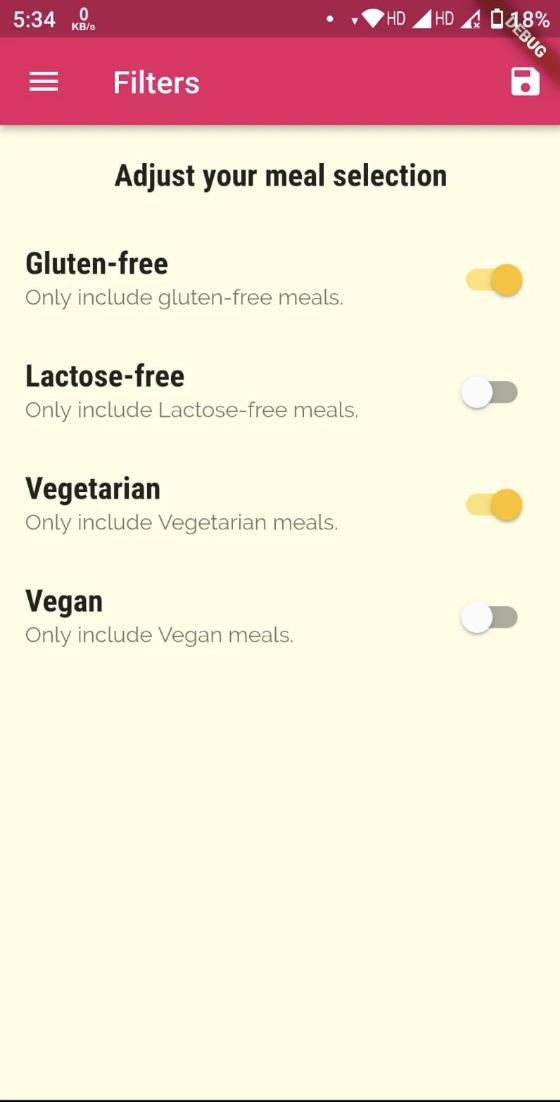 5:34 0 KB/s HD HD 18%
DEBUG
Filters
Adjust your meal selection
Gluten-free
Only include gluten-free meals.
Lactose-free
Only include Lactose-free meals.
Vegetarian
Only include Vegetarian meals.
Vegan
Only include Vegan meals.